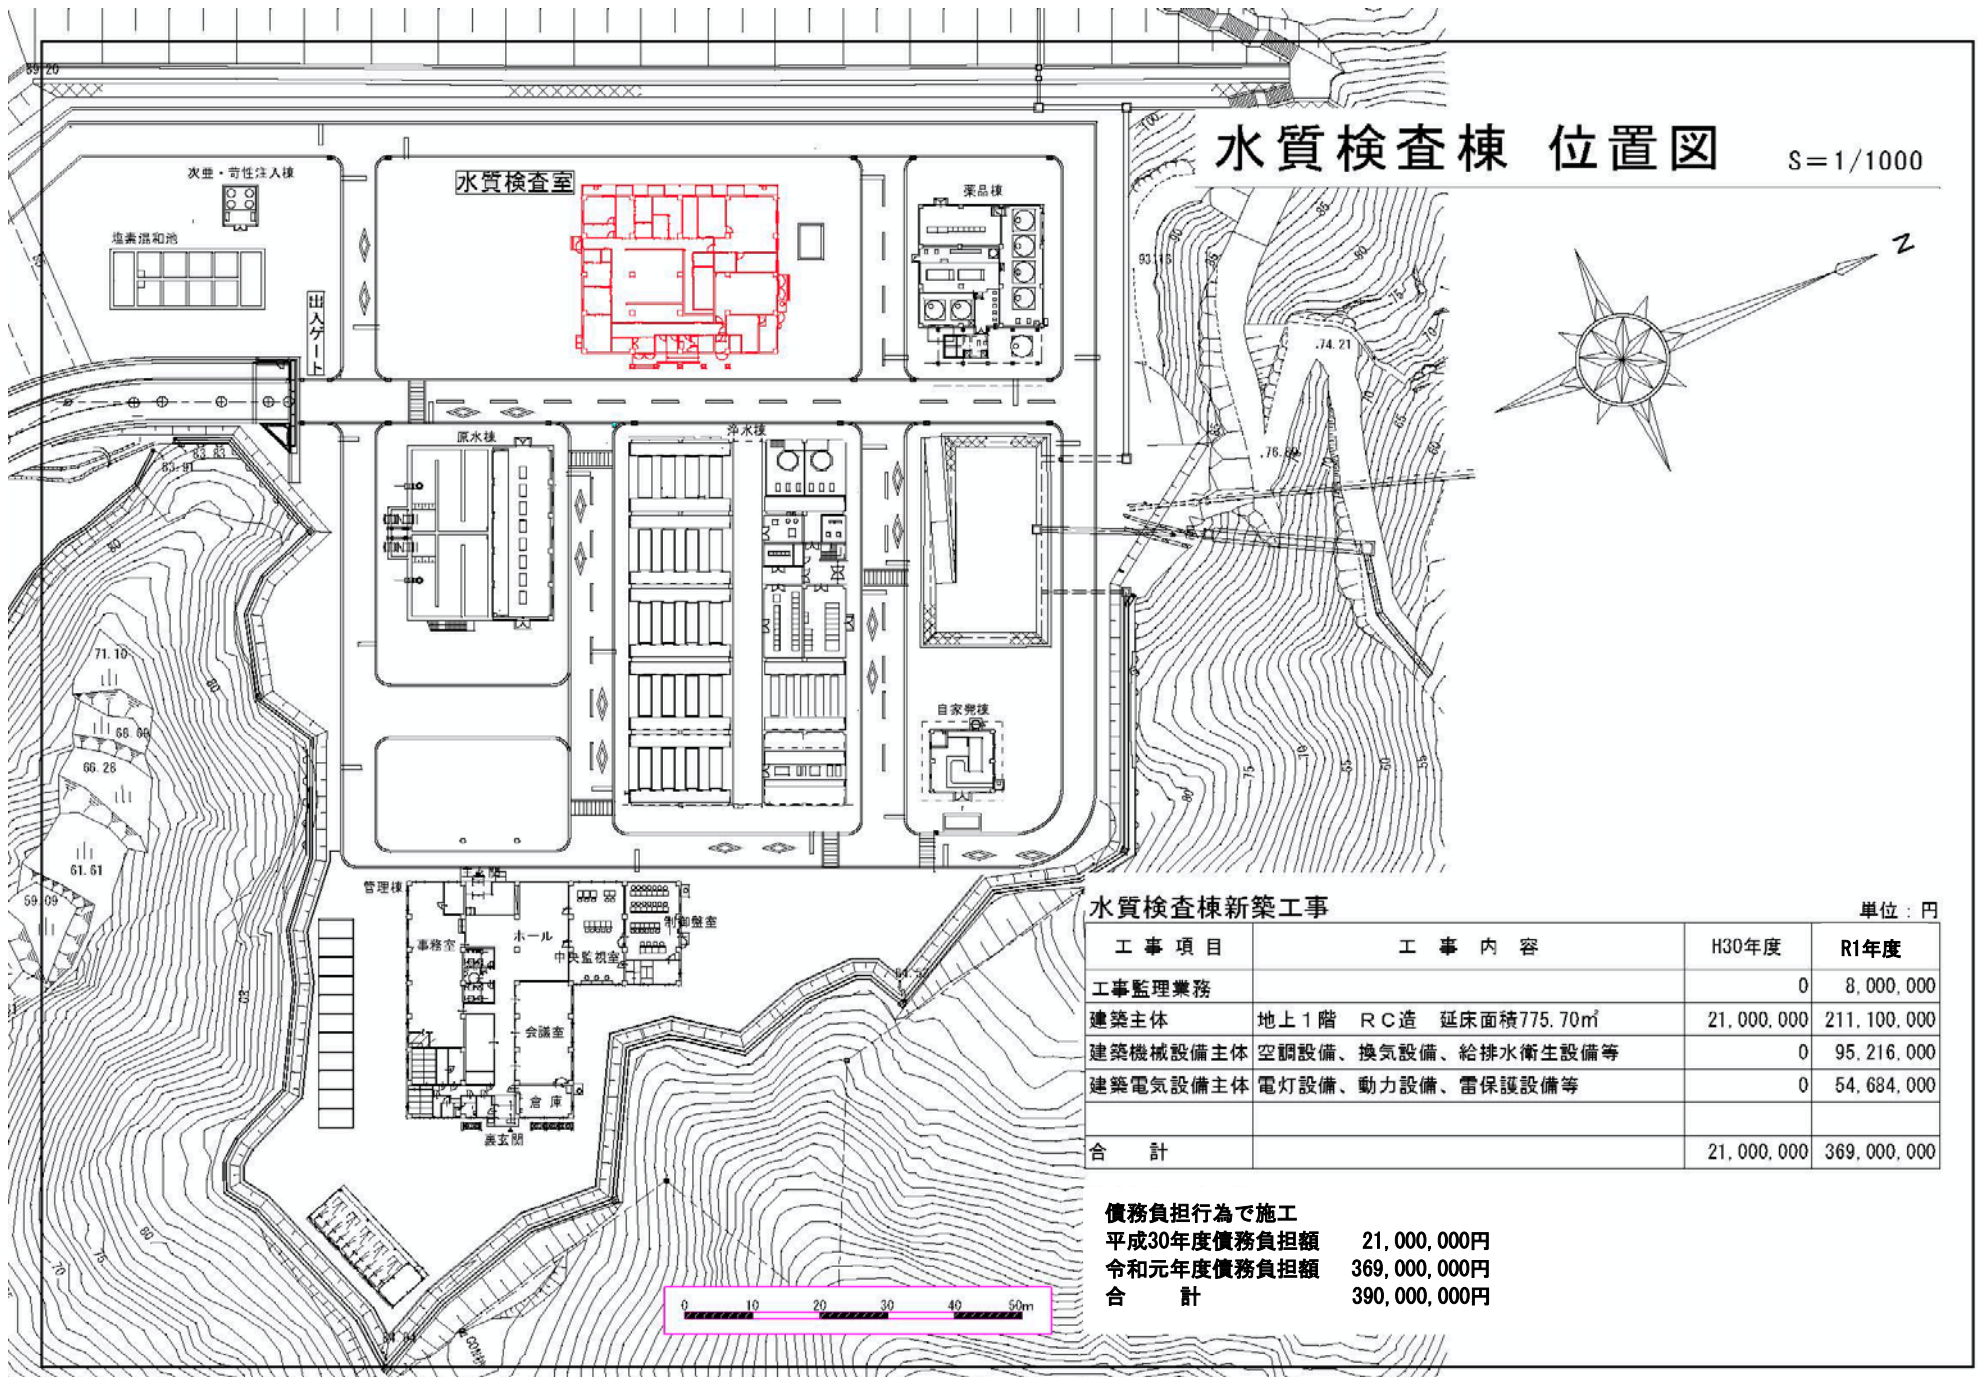 89.20
水質検査棟 位置図 S=1/1000
100
次亜・苛性注入棟
水質検査室
薬品棟
塩素混和池
出入ゲート
N
93.16
.74.21
原水棟
浄水棟
83.83
83.91
71.10
66.28
61.61
59.09
自家発棟
管理棟
主玄関
事務室
ホール
制御盤室
中央監視室
会議室
倉庫
裏玄関
水質検査棟新築工事 単位:円
工事項目 工事内容 H30年度 R1年度
工事監理業務 0 8,000,000
建築主体 地上1階 RC造 延床面積775.70㎡ 21,000,000 211,100,000
建築機械設備主体 空調設備、換気設備、給排水衛生設備等 0 95,216,000
建築電気設備主体 電灯設備、動力設備、雷保護設備等 0 54,684,000
合計 21,000,000 369,000,000
債務負担行為で施工
平成30年度債務負担額 21,000,000円
令和元年度債務負担額 369,000,000円
合計 390,000,000円
0 10 20 30 40 50m